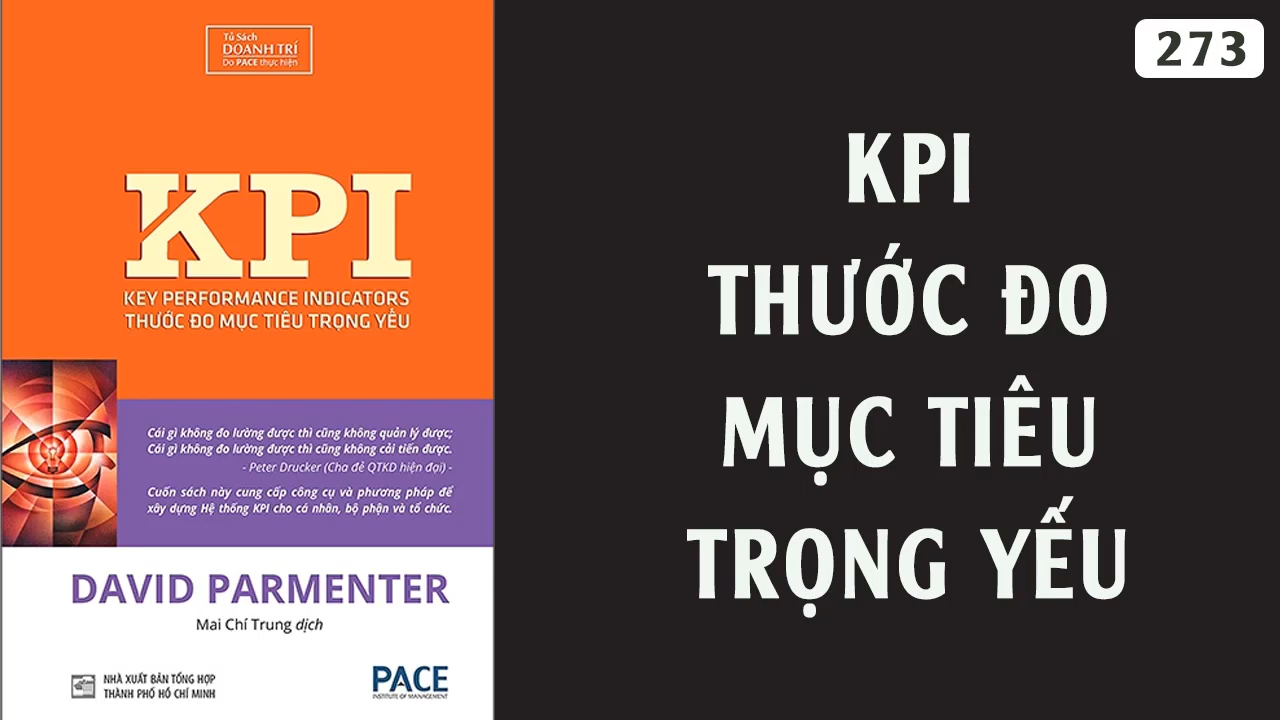 Tủ Sách
DOANH TRÍ
Do PACE thực hiện
KPI
KEY PERFORMANCE INDICATORS
THƯỚC ĐO MỤC TIÊU TRỌNG YẾU
Cái gì không đo lường được thì cũng không quản lý được;
Cái gì không đo lường được thì cũng không cải tiến được.
- Peter Drucker (Cha đẻ QTKD hiện đại) -
Cuốn sách này cung cấp công cụ và phương pháp để
xây dựng Hệ thống KPI cho cá nhân, bộ phận và tổ chức.
DAVID PARMENTER
Mai Chí Trung dịch
NHÀ XUẤT BẢN TỔNG HỢP
THÀNH PHỐ HỒ CHÍ MINH
PACE
INSTITUTE OF MANAGEMENT
273
KPI
THƯỚC ĐO
MỤC TIÊU
TRỌNG YẾU